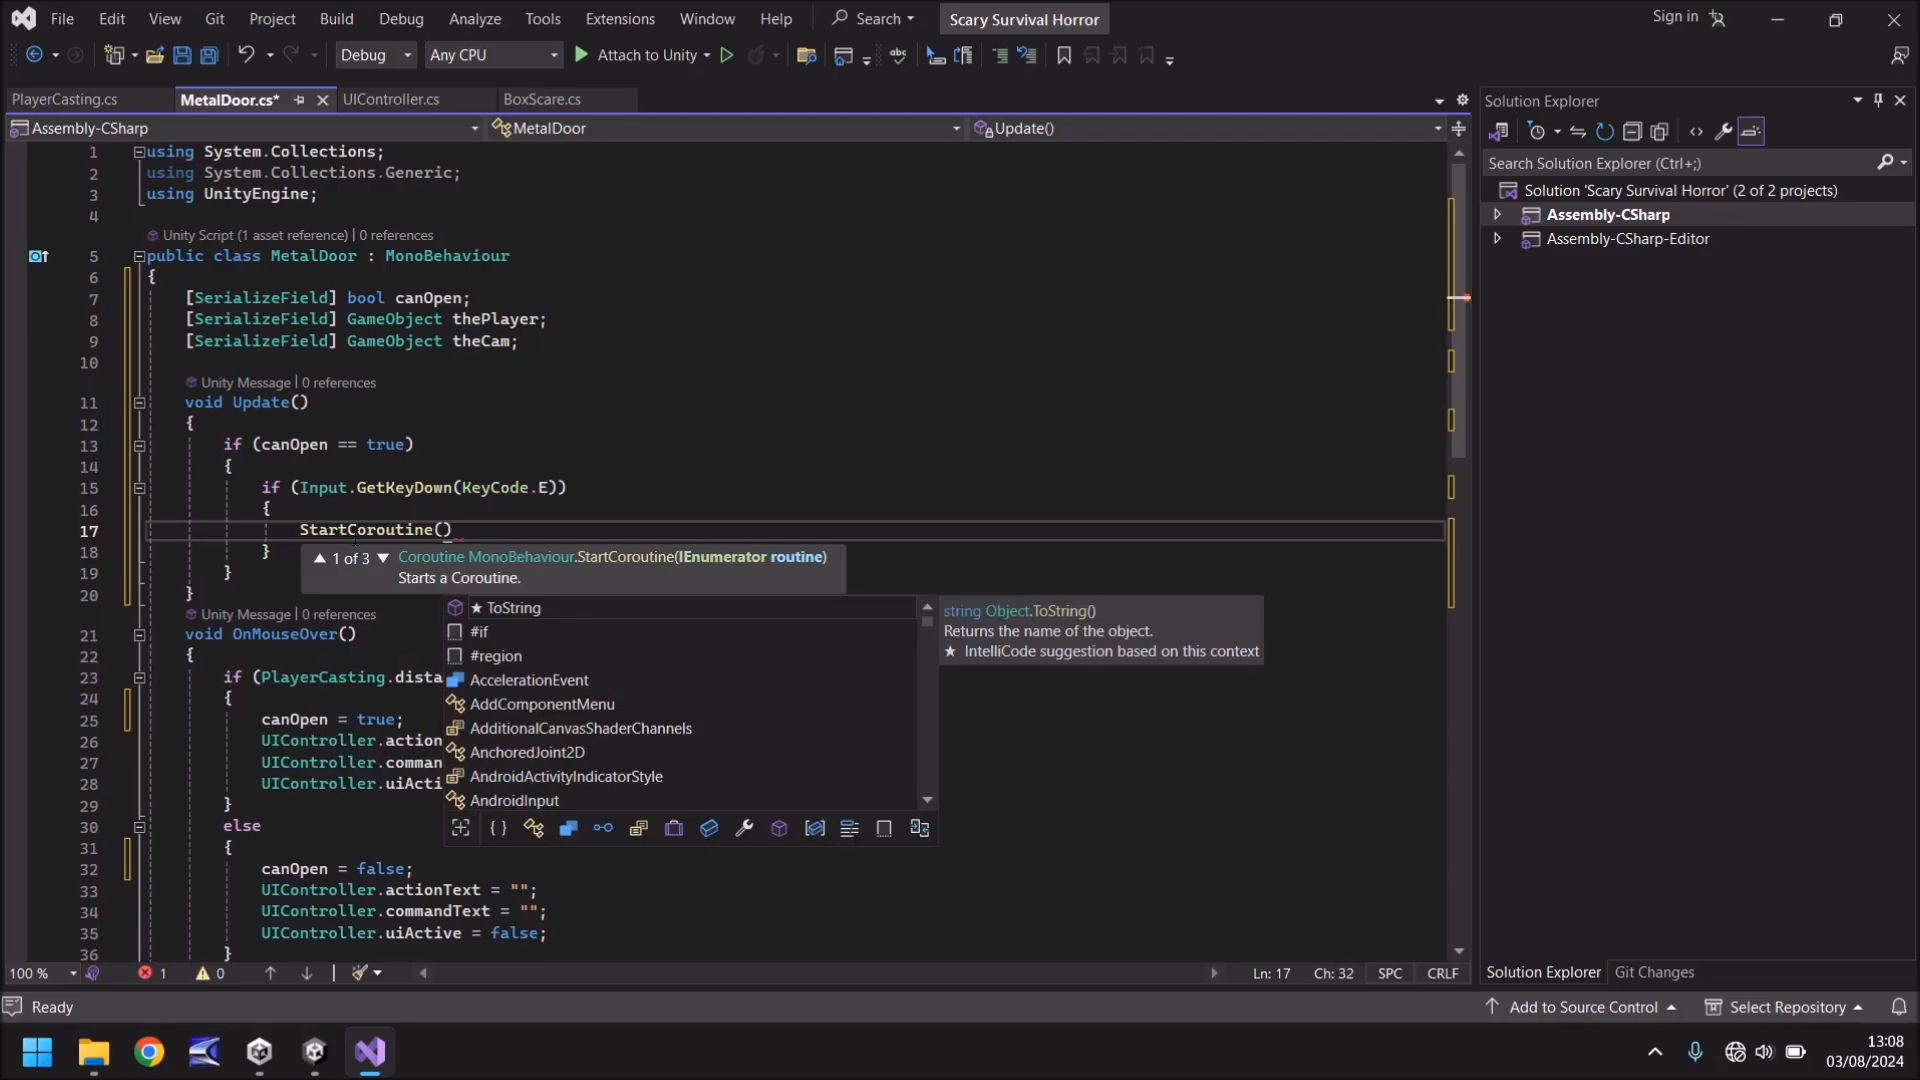 File Edit View Git Project Build Debug Analyze Tools Extensions Window Help Search Scary Survival Horror Sign in
Debug Any CPU Attach to Unity
PlayerCasting.cs MetalDoor.cs* UIController.cs BoxScare.cs
Assembly-CSharp MetalDoor Update()
1 using System.Collections;
2 using System.Collections.Generic;
3 using UnityEngine;
4
Unity Script (1 asset reference) | 0 references
5 public class MetalDoor : MonoBehaviour
6 {
7 [SerializeField] bool canOpen;
8 [SerializeField] GameObject thePlayer;
9 [SerializeField] GameObject theCam;
10
Unity Message | 0 references
11 void Update()
12 {
13 if (canOpen == true)
14 {
15 if (Input.GetKeyDown(KeyCode.E))
16 {
17 StartCoroutine()
18 }
1 of 3 Coroutine MonoBehaviour.StartCoroutine(IEnumerator routine)
Starts a Coroutine.
19 }
20 }
Unity Message | 0 references
21 void OnMouseOver()
22 {
23 if (PlayerCasting.dista
24 {
25 canOpen = true;
26 UIController.action
27 UIController.comman
28 UIController.uiActi
29 }
30 else
31 {
32 canOpen = false;
33 UIController.actionText = "";
34 UIController.commandText = "";
35 UIController.uiActive = false;
36 }
★ ToString
#if
#region
AccelerationEvent
AddComponentMenu
AdditionalCanvasShaderChannels
AnchoredJoint2D
AndroidActivityIndicatorStyle
AndroidInput
string Object.ToString()
Returns the name of the object.
★ IntelliCode suggestion based on this context
100 % 1 0 Ln: 17 Ch: 32 SPC CRLF
Solution Explorer
Search Solution Explorer (Ctrl+;)
Solution 'Scary Survival Horror' (2 of 2 projects)
Assembly-CSharp
Assembly-CSharp-Editor
Solution Explorer Git Changes
Ready Add to Source Control Select Repository
13:08
03/08/2024